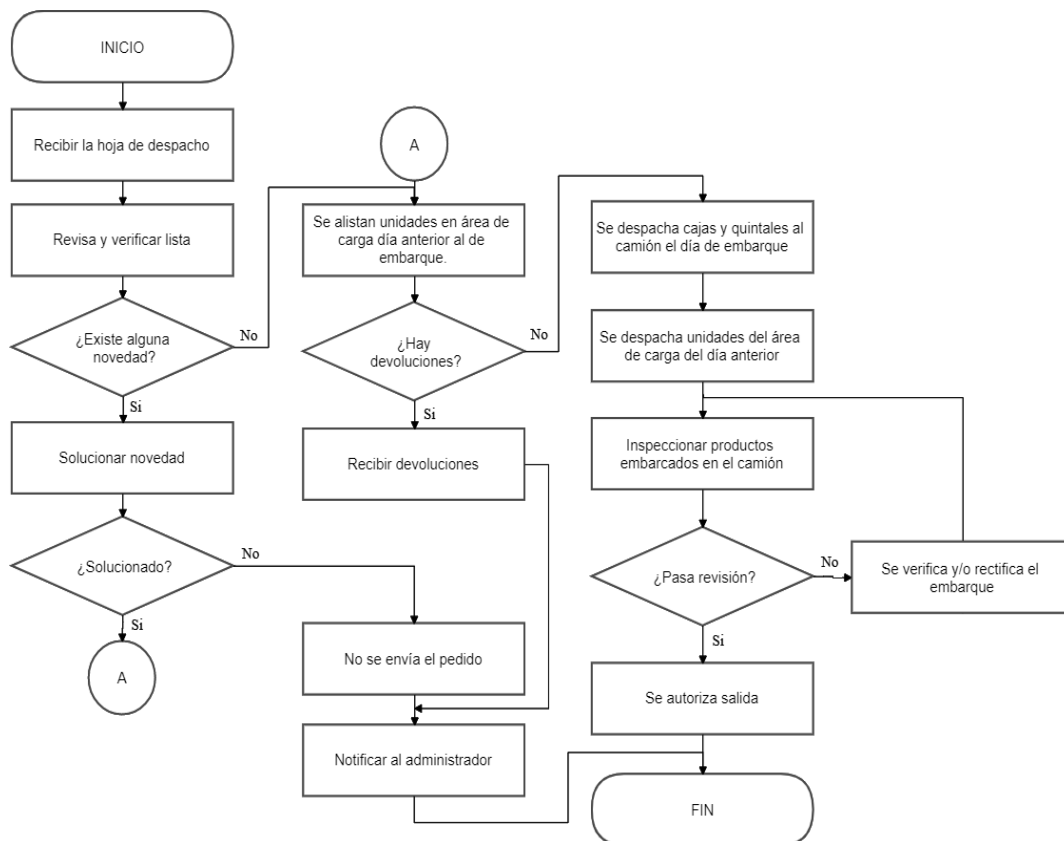 INICIO
Recibir la hoja de despacho
Revisa y verificar lista
¿Existe alguna
novedad?
No
Si
Solucionar novedad
¿Solucionado?
No
Si
A
A
Se alistan unidades en área de
carga día anterior al de
embarque.
¿Hay
devoluciones?
No
Si
Recibir devoluciones
No se envía el pedido
Notificar al administrador
Se despacha cajas y quintales al
camión el día de embarque
Se despacha unidades del área
de carga del día anterior
Inspeccionar productos
embarcados en el camión
¿Pasa revisión?
No
Si
Se verifica y/o rectifica el
embarque
Se autoriza salida
FIN